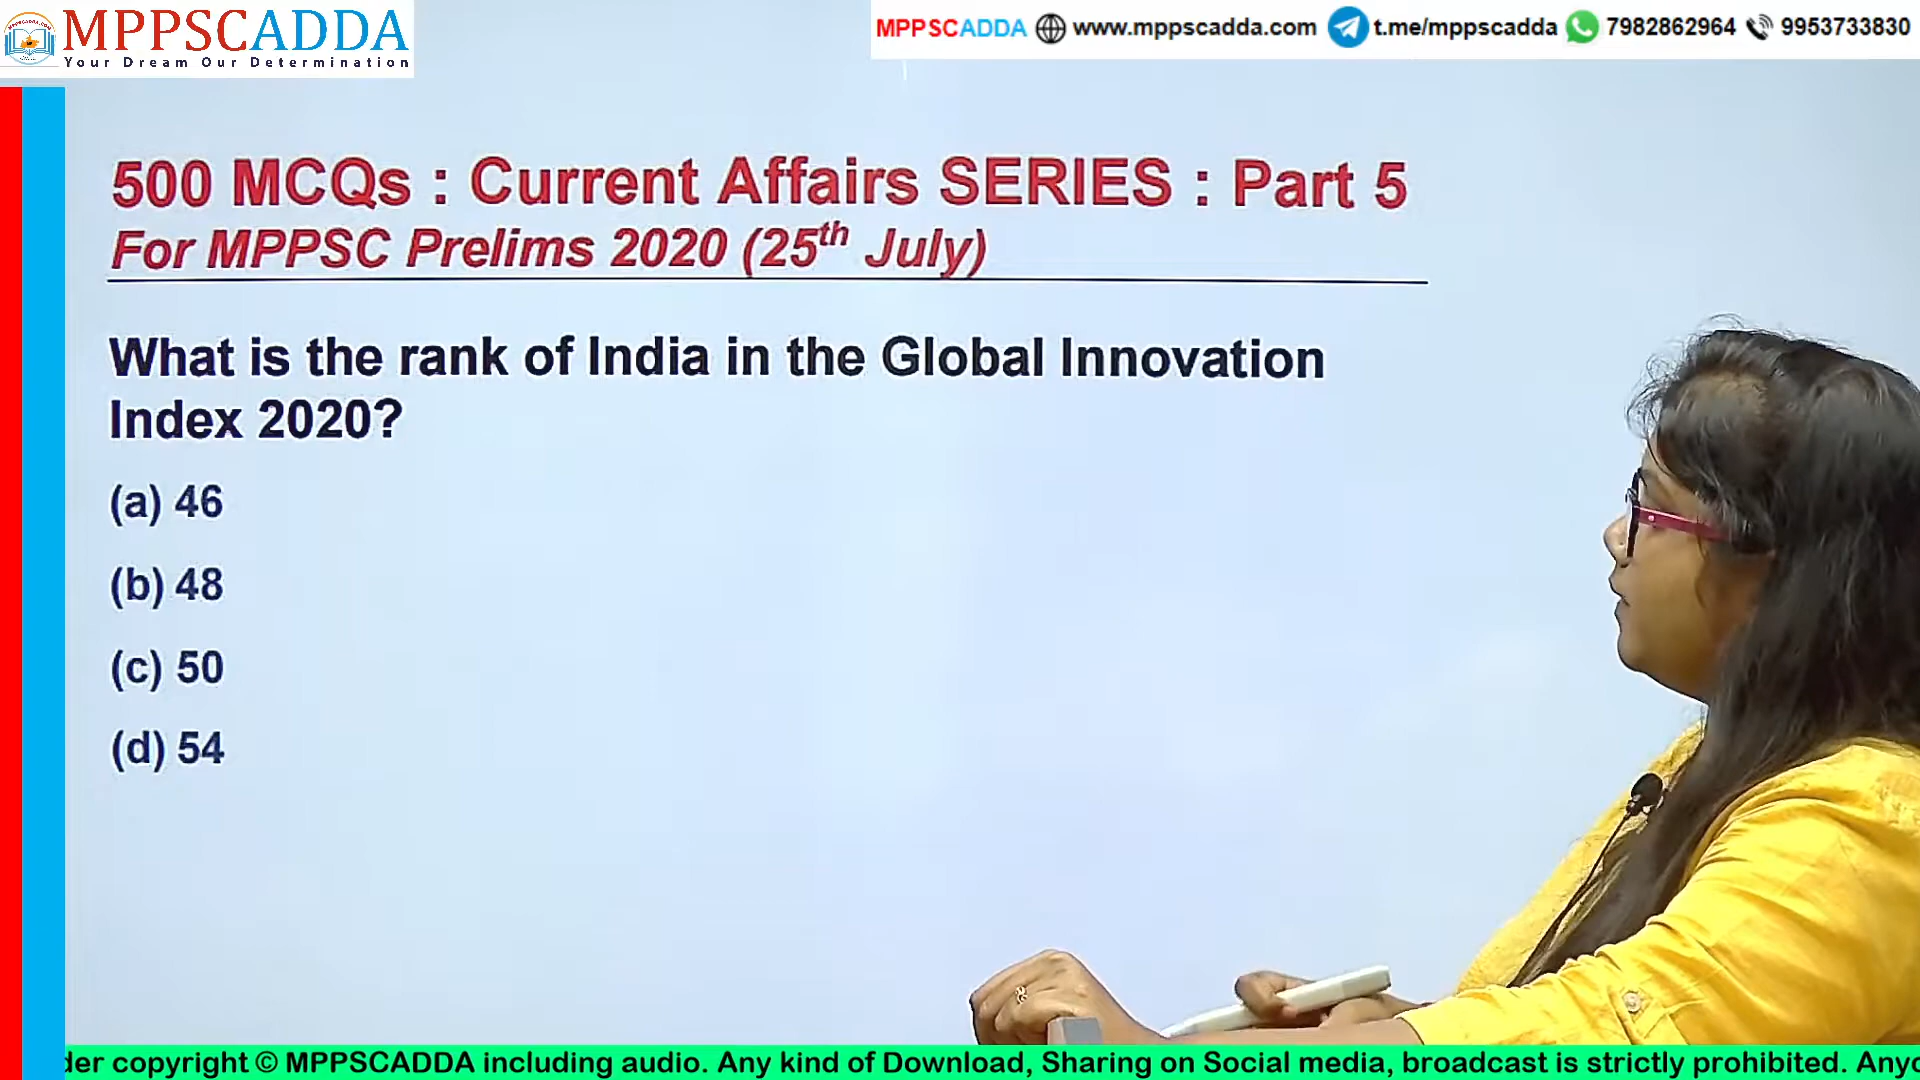 MPPSCADDA
Your Dream Our Determination
MPPSCADDA www.mppscadda.com t.me/mppscadda 7982862964 9953733830
500 MCQs : Current Affairs SERIES : Part 5
For MPPSC Prelims 2020 (25th July)
What is the rank of India in the Global Innovation
Index 2020?
(a) 46
(b) 48
(c) 50
(d) 54
der copyright © MPPSCADDA including audio. Any kind of Download, Sharing on Social media, broadcast is strictly prohibited. Anyo